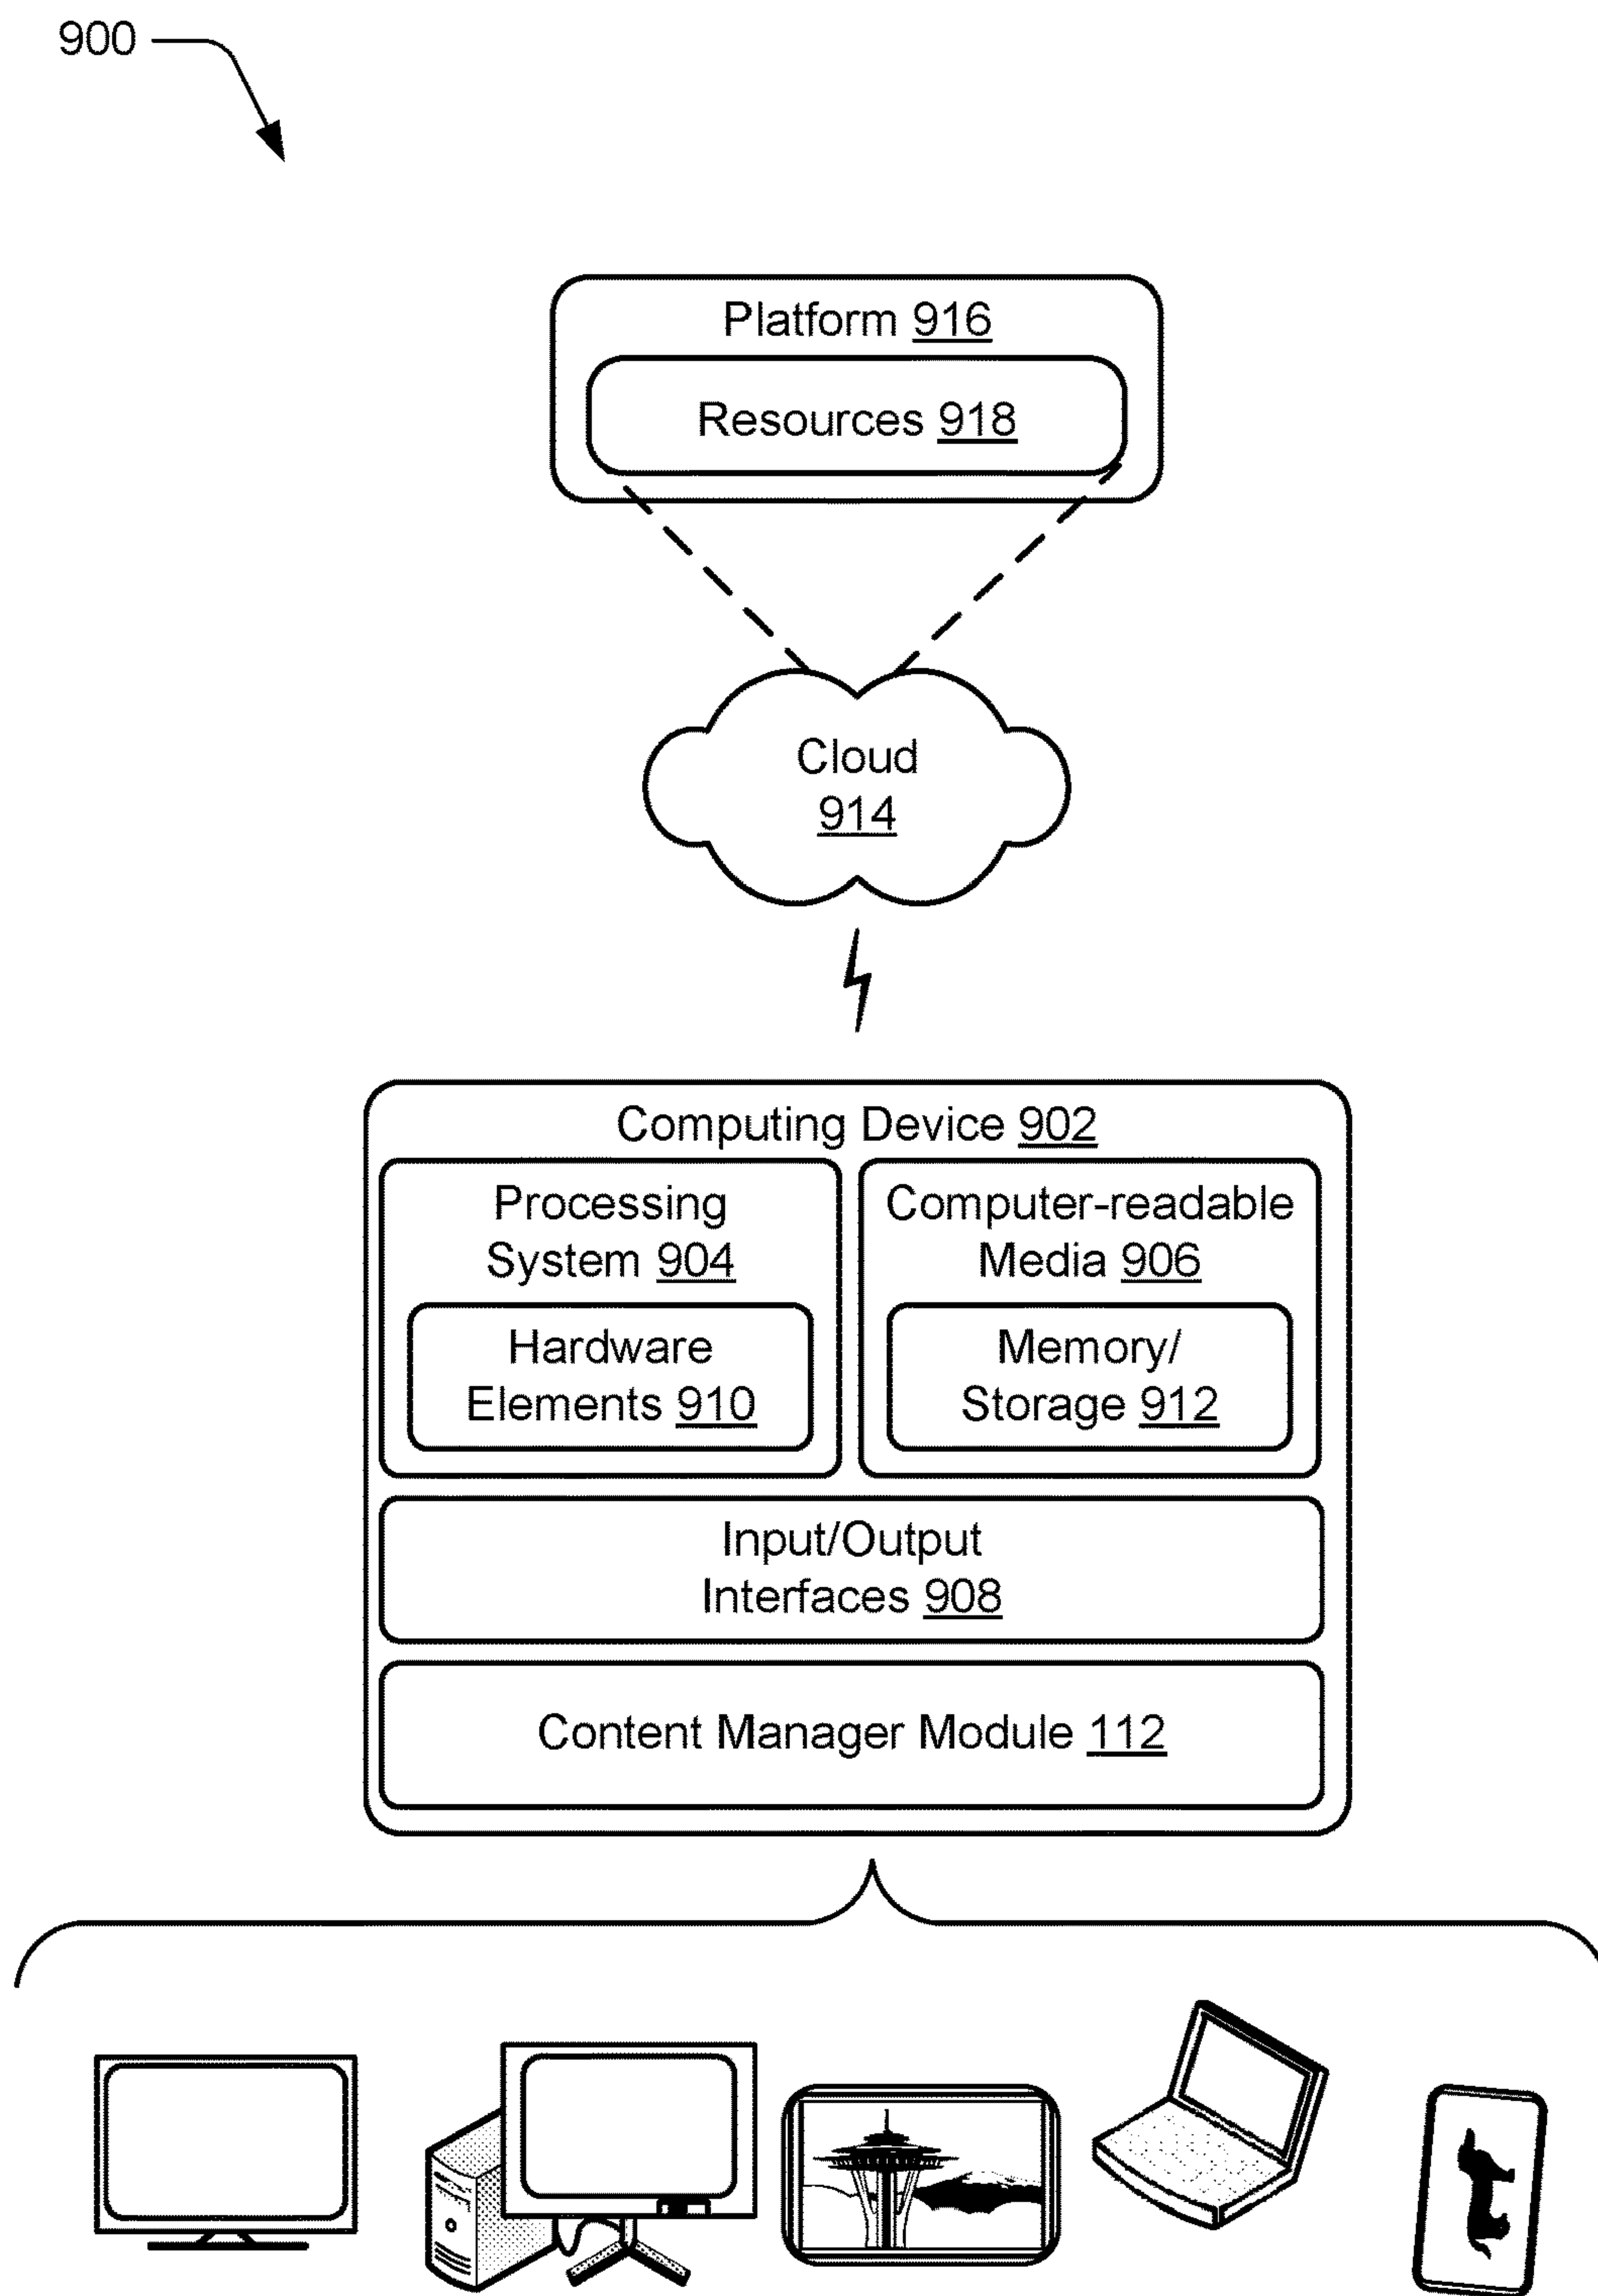 900
Platform 916
Resources 918
Cloud
914
Computing Device 902
Processing
System 904
Hardware
Elements 910
Computer-readable
Media 906
Memory/
Storage 912
Input/Output
Interfaces 908
Content Manager Module 112